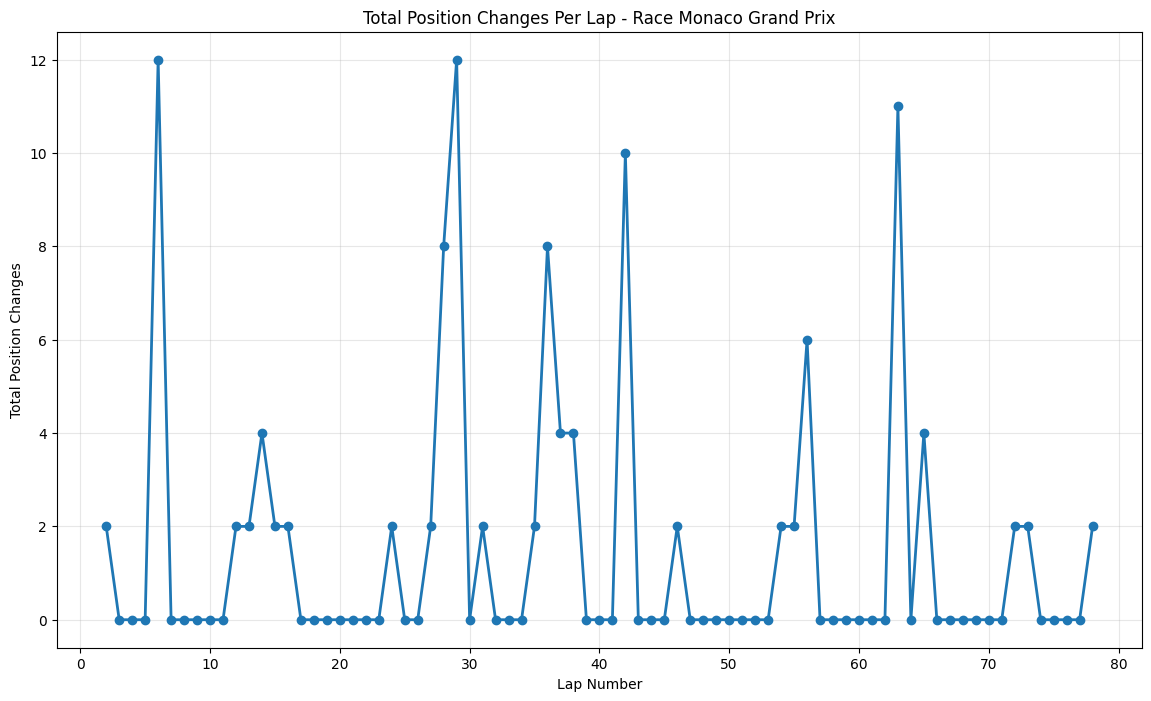 Total Position Changes Per Lap - Race Monaco Grand Prix
Total Position Changes
12
10
8
6
4
2
0
0 10 20 30 40 50 60 70 80
Lap Number